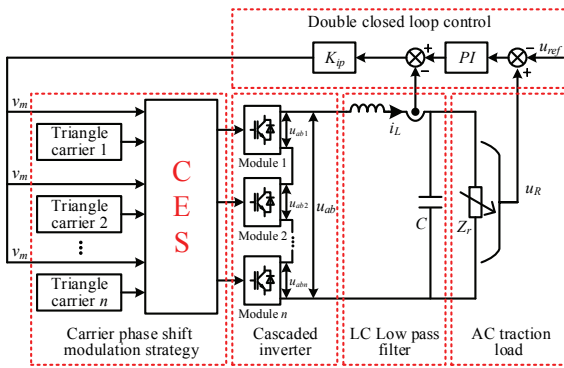 Double closed loop control
K_ip
+
−
PI
−
+
u_ref
v_m
Triangle
carrier 1
v_m
Triangle
carrier 2
v_m
Triangle
carrier n
C
E
S
Module 1
u_ab1
Module 2
u_ab2
Module n
u_abn
u_ab
i_L
C
Z_r
u_R
Carrier phase shift
modulation strategy
Cascaded
inverter
LC Low pass
filter
AC traction
load